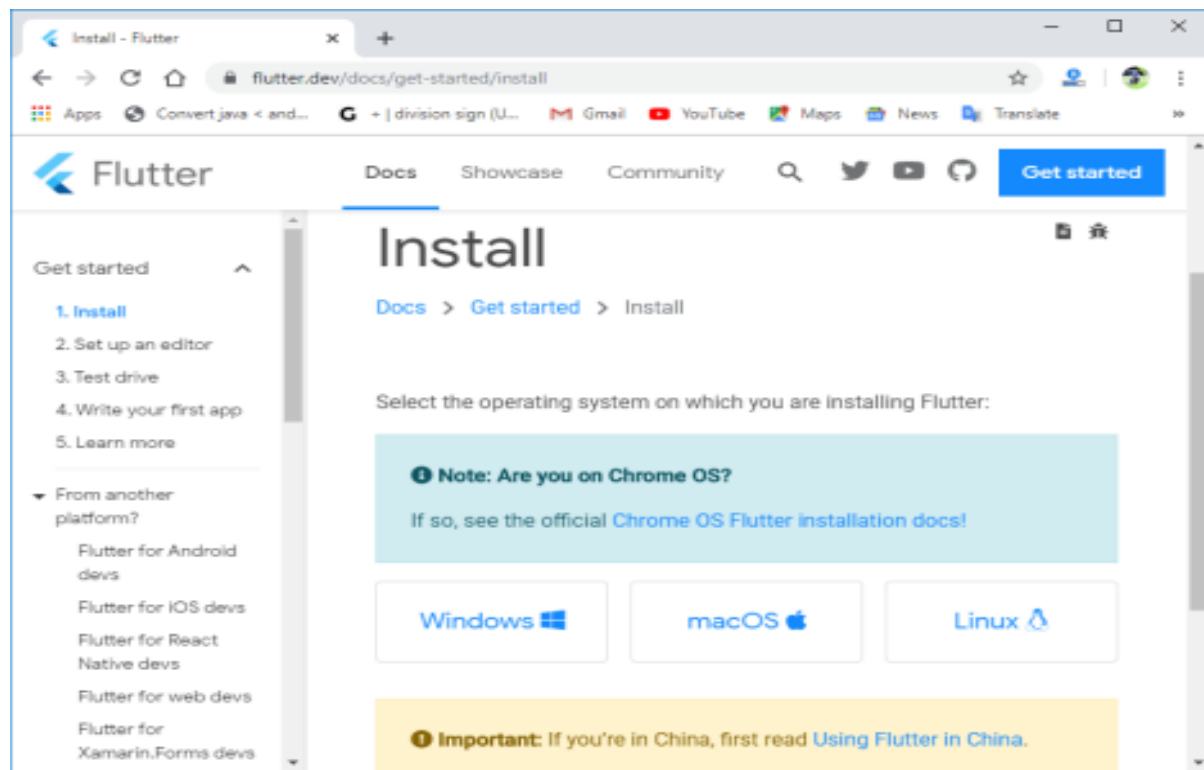 Install - Flutter
flutter.dev/docs/get-started/install
Apps Convert java < and... G + | division sign (U... Gmail YouTube Maps News Translate »
Flutter Docs Showcase Community Get started
Get started
1. Install
2. Set up an editor
3. Test drive
4. Write your first app
5. Learn more
From another
platform?
Flutter for Android
devs
Flutter for iOS devs
Flutter for React
Native devs
Flutter for web devs
Flutter for
Xamarin.Forms devs
Install
Docs > Get started > Install
Select the operating system on which you are installing Flutter:
Note: Are you on Chrome OS?
If so, see the official Chrome OS Flutter installation docs!
Windows macOS Linux
Important: If you're in China, first read Using Flutter in China.